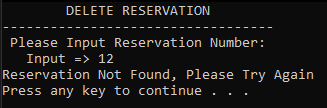 DELETE RESERVATION
--------------------------------
Please Input Reservation Number:
Input => 12
Reservation Not Found, Please Try Again
Press any key to continue . . .